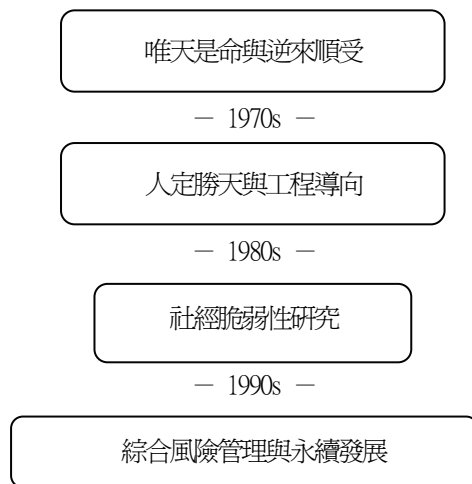 唯天是命與逆來順受
— 1970s —
人定勝天與工程導向
— 1980s —
社經脆弱性研究
— 1990s —
綜合風險管理與永續發展